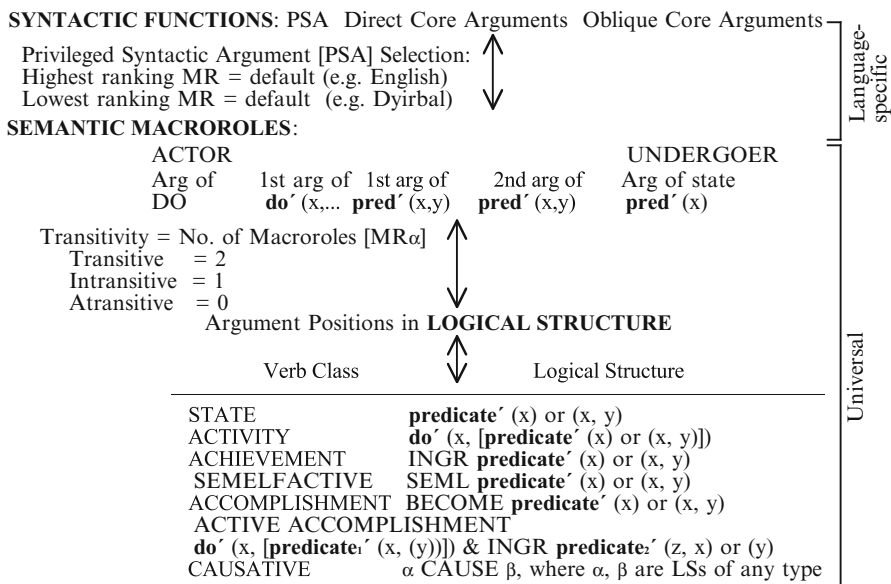 SYNTACTIC FUNCTIONS: PSA Direct Core Arguments Oblique Core Arguments
Privileged Syntactic Argument [PSA] Selection:
Highest ranking MR = default (e.g. English)
Lowest ranking MR = default (e.g. Dyirbal)
Language-
specific
SEMANTIC MACROROLES:
ACTOR UNDERGOER
Arg of 1st arg of 1st arg of 2nd arg of Arg of state
DO do´ (x,... pred´ (x,y) pred´ (x,y) pred´ (x)
Transitivity = No. of Macroroles [MRα]
Transitive = 2
Intransitive = 1
Atransitive = 0
Argument Positions in LOGICAL STRUCTURE
Verb Class Logical Structure
STATE predicate´ (x) or (x, y)
ACTIVITY do´ (x, [predicate´ (x) or (x, y)])
ACHIEVEMENT INGR predicate´ (x) or (x, y)
SEMELFACTIVE SEML predicate´ (x) or (x, y)
ACCOMPLISHMENT BECOME predicate´ (x) or (x, y)
ACTIVE ACCOMPLISHMENT
do´ (x, [predicate₁´ (x, (y))]) & INGR predicate₂´ (z, x) or (y)
CAUSATIVE α CAUSE β, where α, β are LSs of any type
Universal